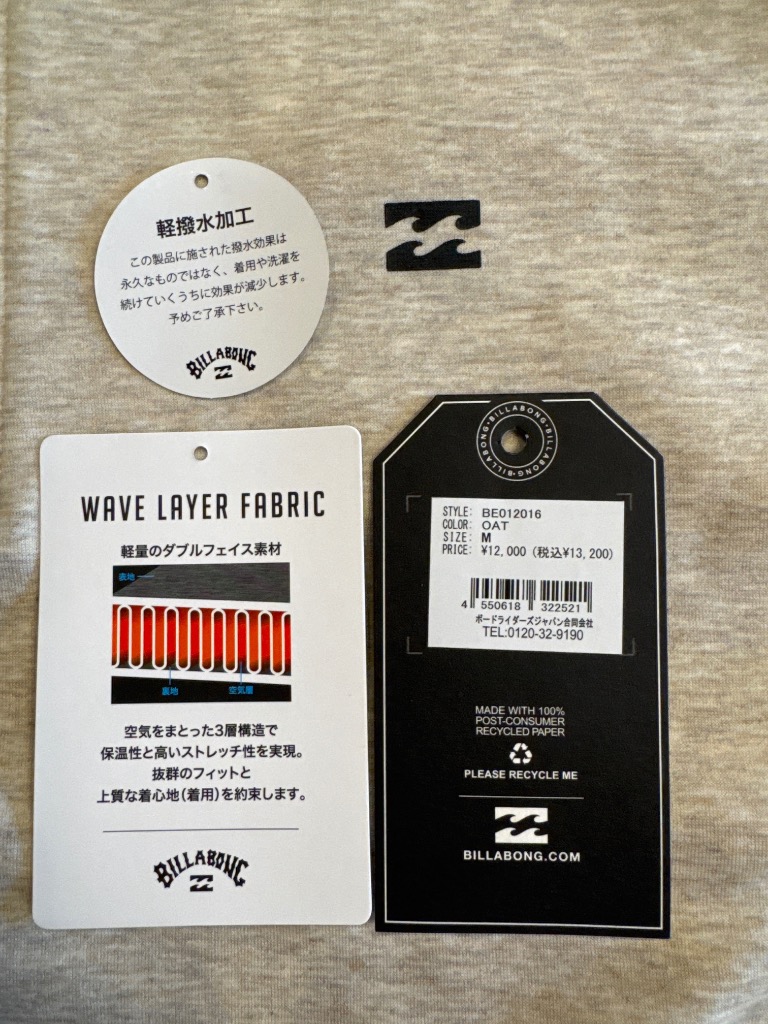 軽撥水加工
この製品に施された撥水効果は
永久なものではなく、着用や洗濯を
続けていくうちに効果が減少します。
予めご了承下さい。
BILLABONG
WAVE LAYER FABRIC
軽量のダブルフェイス素材
表地
裏地 空気層
空気をまとった3層構造で
保温性と高いストレッチ性を実現。
抜群のフィットと
上質な着心地(着用)を約束します。
BILLABONG
BILLABONG・BILLABONG・BILLABONG・
STYLE: BE012016
COLOR: OAT
SIZE: M
PRICE: ¥12,000 (税込¥13,200)
4 550618 322521
ボードライダーズジャパン合同会社
TEL:0120-32-9190
MADE WITH 100%
POST-CONSUMER
RECYCLED PAPER
PLEASE RECYCLE ME
BILLABONG.COM